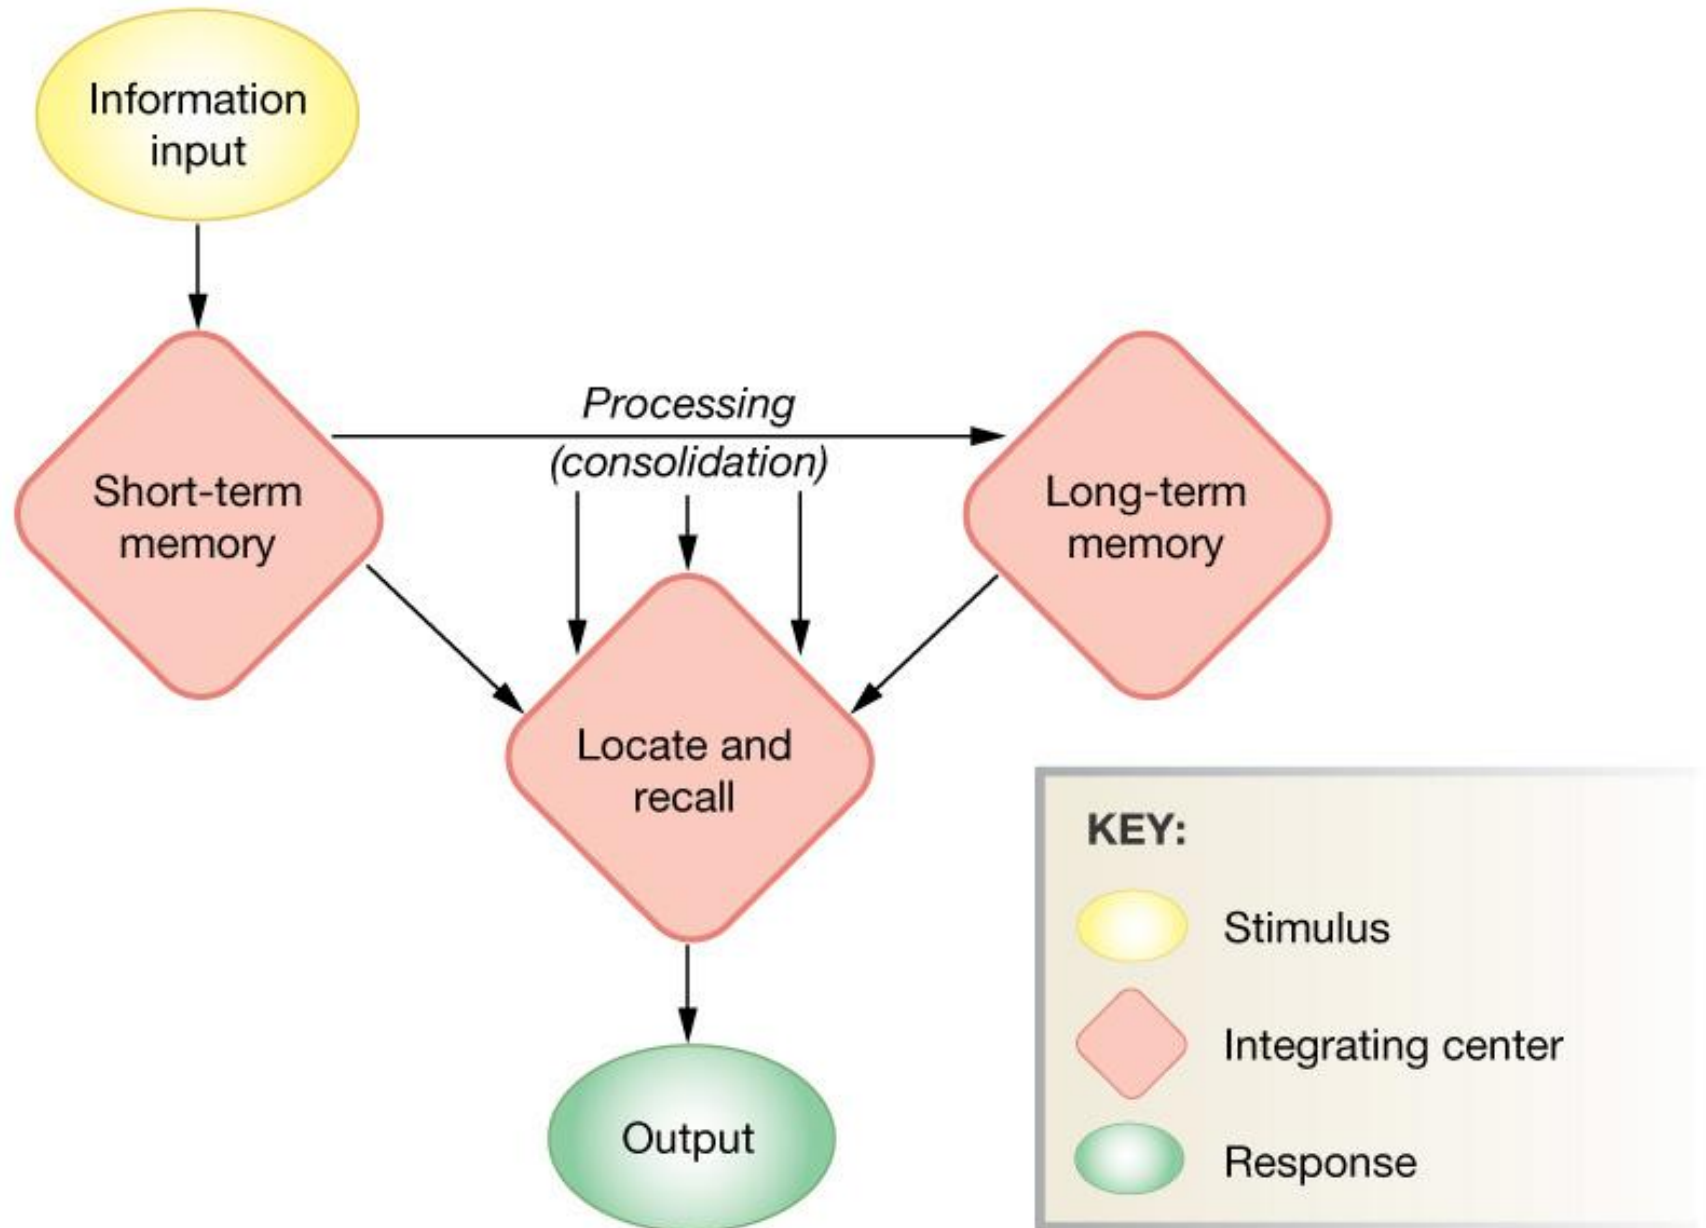 Information
input
Processing
(consolidation)
Short-term
memory
Long-term
memory
Locate and
recall
Output
KEY:
Stimulus
Integrating center
Response